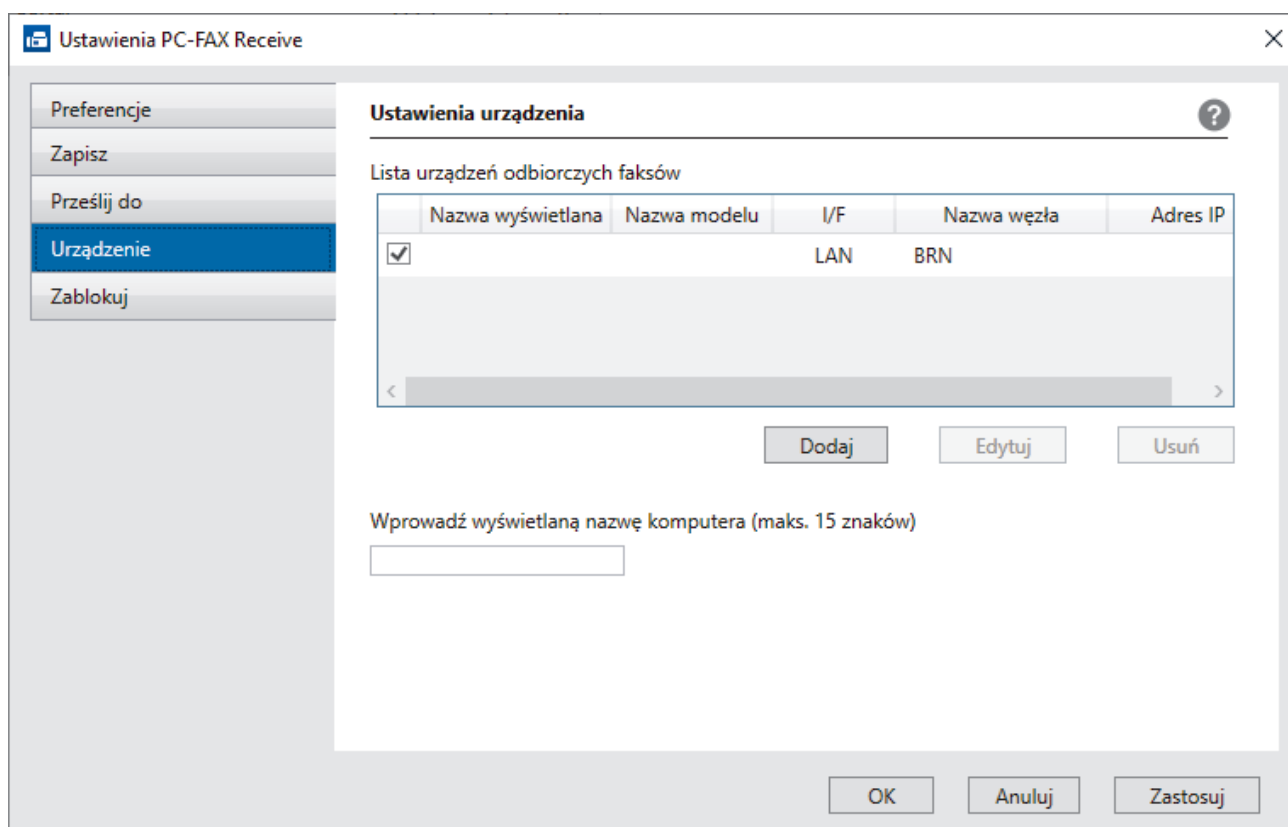 Ustawienia PC-FAX Receive
Preferencje
Zapisz
Prześlij do
Urządzenie
Zablokuj
Ustawienia urządzenia
?
Lista urządzeń odbiorczych faksów
Nazwa wyświetlana Nazwa modelu I/F Nazwa węzła Adres IP
LAN BRN
Dodaj Edytuj Usuń
Wprowadź wyświetlaną nazwę komputera (maks. 15 znaków)
OK Anuluj Zastosuj